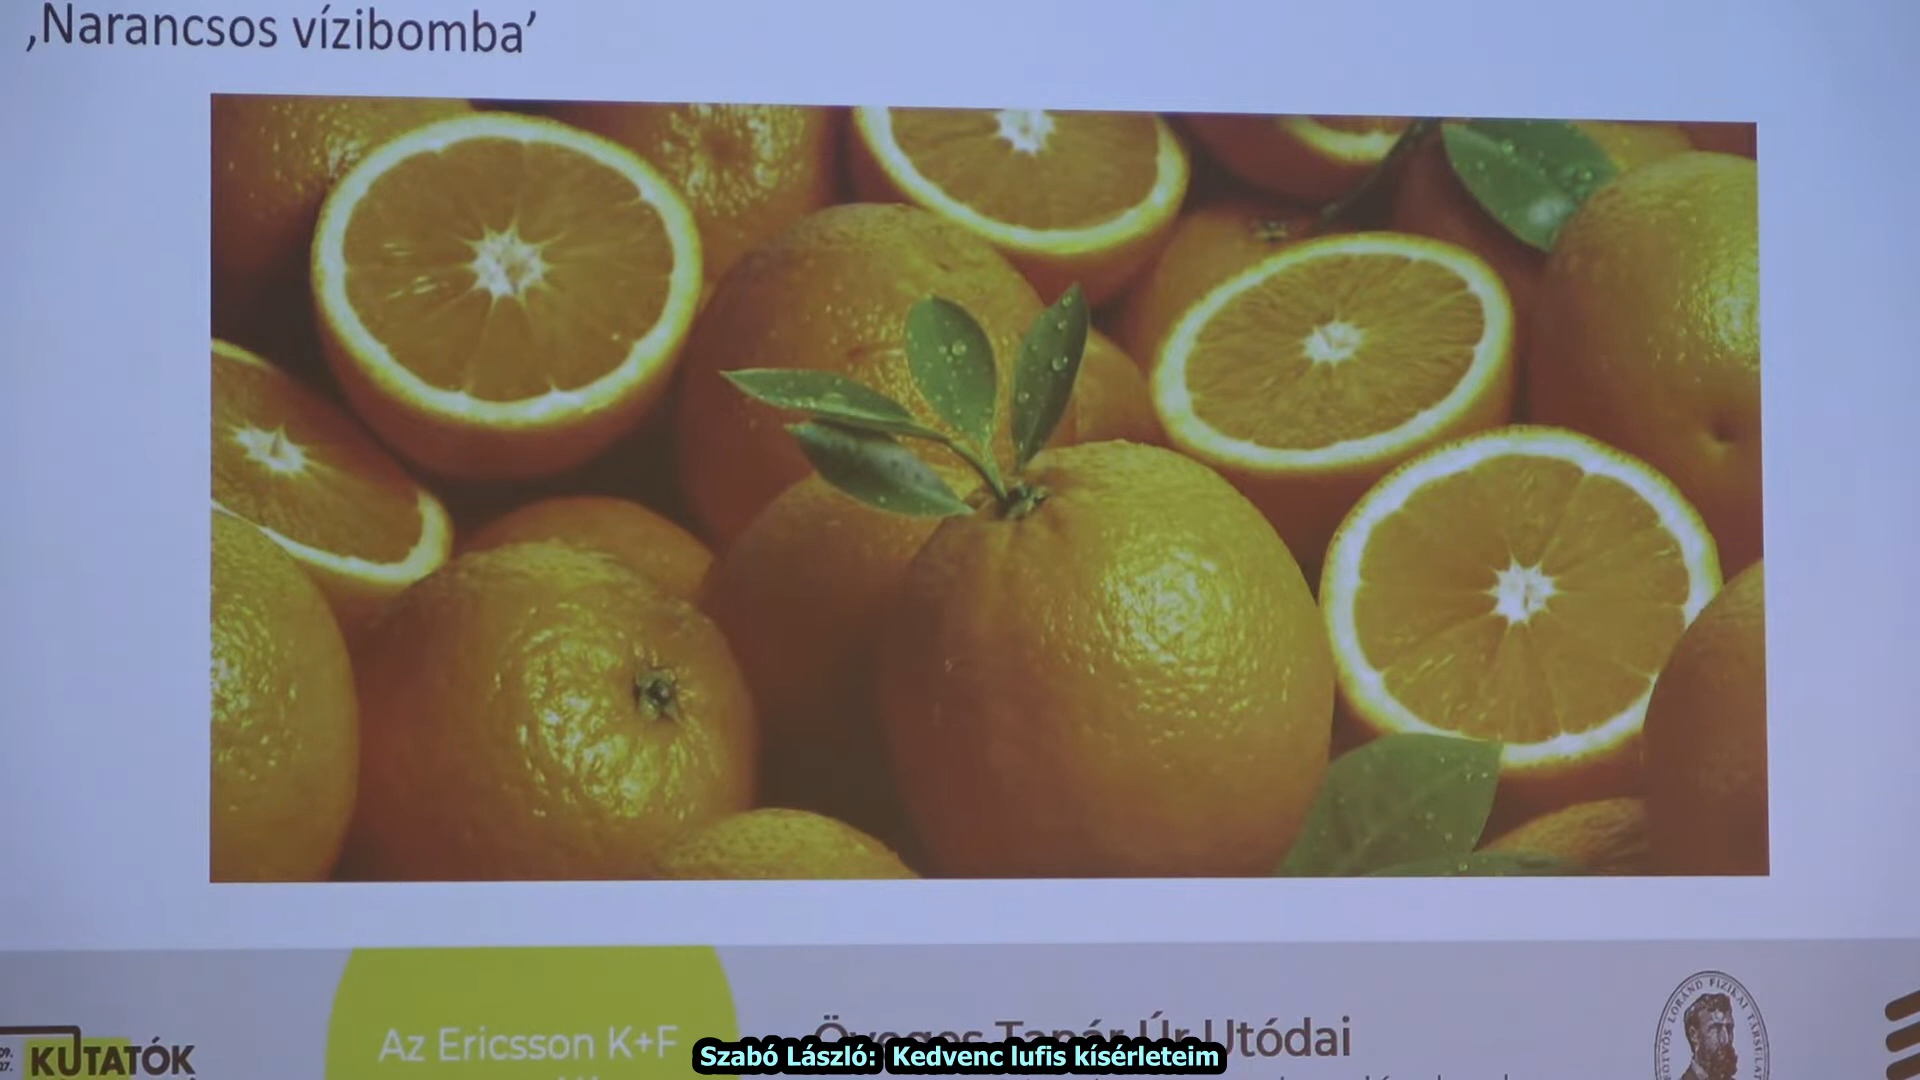 ‚Narancsos vízibomba’
KUTATÓK
Az Ericsson K+F
Öveges Tanár Úr Utódai
Szabó László: Kedvenc lufis kísérleteim